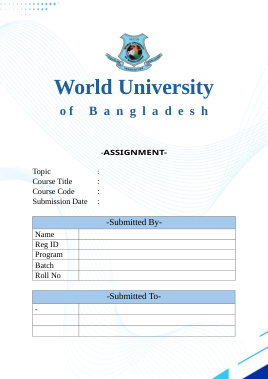 World University
of Bangladesh
-ASSIGNMENT-
Topic :
Course Title :
Course Code :
Submission Date :
-Submitted By-
Name
Reg ID
Program
Batch
Roll No
-Submitted To-
-